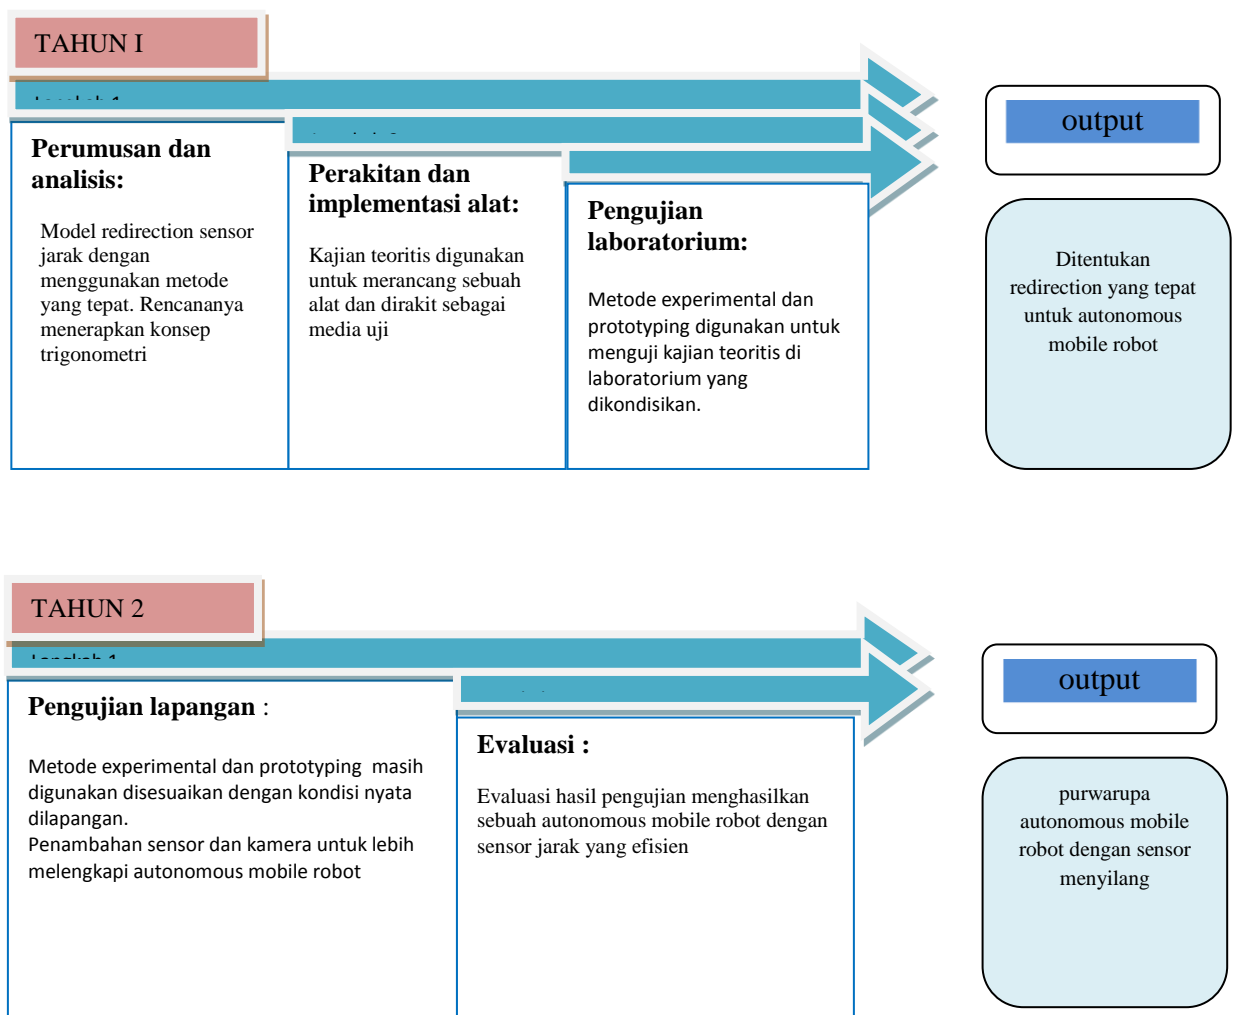 TAHUN I
Perumusan dan
analisis:
Model redirection sensor
jarak dengan
menggunakan metode
yang tepat. Rencananya
menerapkan konsep
trigonometri
Perakitan dan
implementasi alat:
Kajian teoritis digunakan
untuk merancang sebuah
alat dan dirakit sebagai
media uji
Pengujian
laboratorium:
Metode experimental dan
prototyping digunakan untuk
menguji kajian teoritis di
laboratorium yang
dikondisikan.
output
Ditentukan
redirection yang tepat
untuk autonomous
mobile robot
TAHUN 2
Pengujian lapangan :
Metode experimental dan prototyping  masih
digunakan disesuaikan dengan kondisi nyata
dilapangan.
Penambahan sensor dan kamera untuk lebih
melengkapi autonomous mobile robot
Evaluasi :
Evaluasi hasil pengujian menghasilkan
sebuah autonomous mobile robot dengan
sensor jarak yang efisien
output
purwarupa
autonomous mobile
robot dengan sensor
menyilang